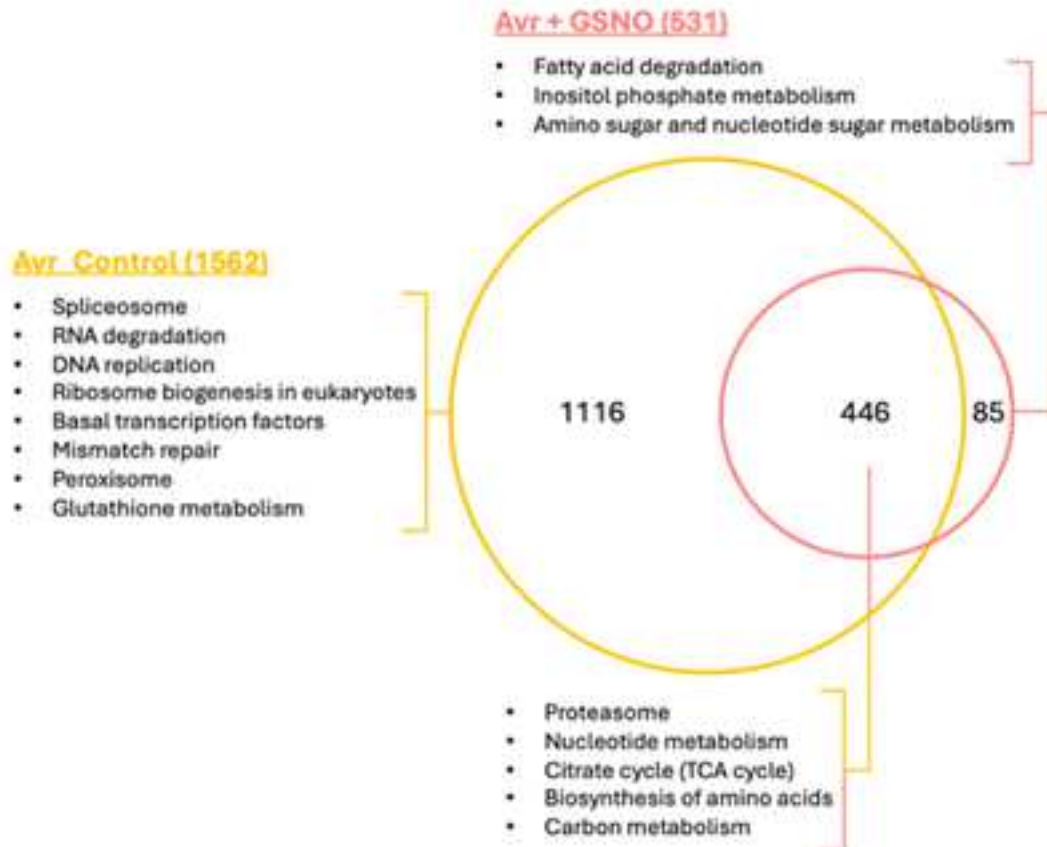 Avr + GSNO (531)
• Fatty acid degradation
• Inositol phosphate metabolism
• Amino sugar and nucleotide sugar metabolism
Avr Control (1562)
• Spliceosome
• RNA degradation
• DNA replication
• Ribosome biogenesis in eukaryotes
• Basal transcription factors
• Mismatch repair
• Peroxisome
• Glutathione metabolism
1116
446
85
• Proteasome
• Nucleotide metabolism
• Citrate cycle (TCA cycle)
• Biosynthesis of amino acids
• Carbon metabolism